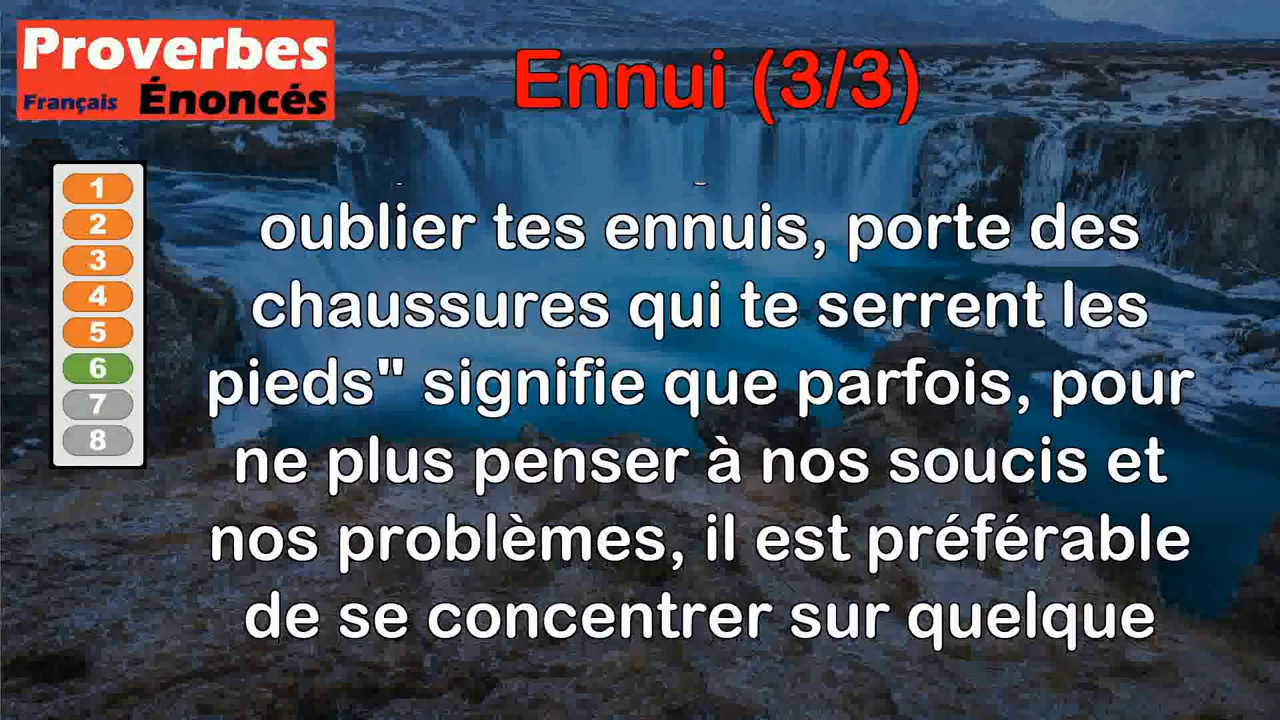 Proverbes
Français Énoncés
Ennui (3/3)
1
2
3
4
5
6
7
8
oublier tes ennuis, porte des
chaussures qui te serrent les
pieds" signifie que parfois, pour
ne plus penser à nos soucis et
nos problèmes, il est préférable
de se concentrer sur quelque